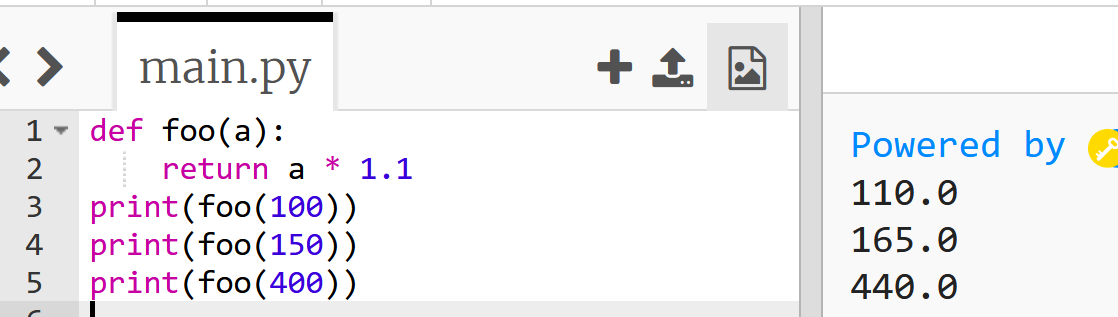 main.py
1 def foo(a):
2     return a * 1.1
3 print(foo(100))
4 print(foo(150))
5 print(foo(400))
Powered by
110.0
165.0
440.0